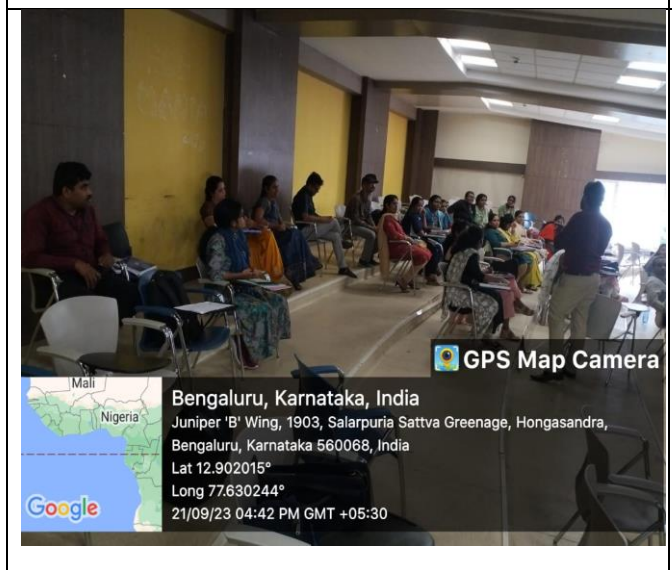 GPS Map Camera
Mali
Nigeria
Google
Bengaluru, Karnataka, India
Juniper 'B' Wing, 1903, Salarpuria Sattva Greenage, Hongasandra,
Bengaluru, Karnataka 560068, India
Lat 12.902015°
Long 77.630244°
21/09/23 04:42 PM GMT +05:30